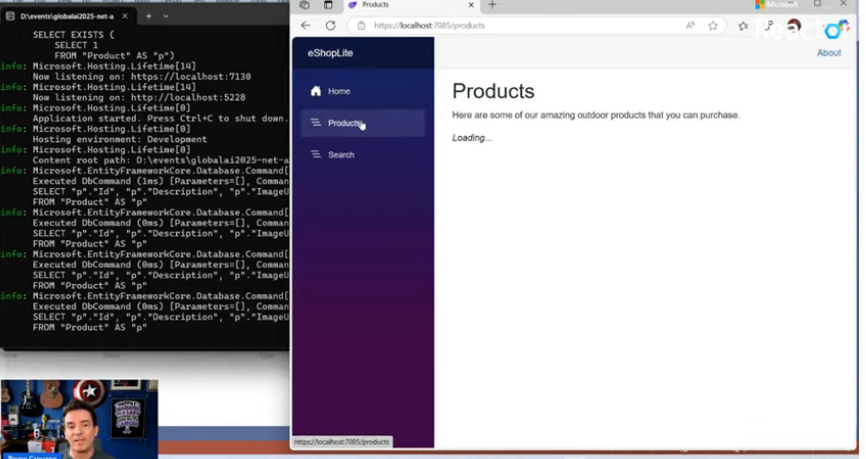 D:\events\globalai2025-net-a
SELECT EXISTS (
SELECT 1
FROM "Product" AS "p")
info: Microsoft.Hosting.Lifetime[14]
Now listening on: https://localhost:7130
info: Microsoft.Hosting.Lifetime[14]
Now listening on: http://localhost:5228
info: Microsoft.Hosting.Lifetime[0]
Application started. Press Ctrl+C to shut down.
info: Microsoft.Hosting.Lifetime[0]
Hosting environment: Development
info: Microsoft.Hosting.Lifetime[0]
Content root path: D:\events\globalai2025-net-a
info: Microsoft.EntityFrameworkCore.Database.Command[
Executed DbCommand (1ms) [Parameters=[], Comman
SELECT "p"."Id", "p"."Description", "p"."ImageU
FROM "Product" AS "p"
info: Microsoft.EntityFrameworkCore.Database.Command[
Executed DbCommand (0ms) [Parameters=[], Comman
SELECT "p"."Id", "p"."Description", "p"."ImageU
FROM "Product" AS "p"
info: Microsoft.EntityFrameworkCore.Database.Command[
Executed DbCommand (0ms) [Parameters=[], Comman
SELECT "p"."Id", "p"."Description", "p"."ImageU
FROM "Product" AS "p"
info: Microsoft.EntityFrameworkCore.Database.Command[
Executed DbCommand (0ms) [Parameters=[], Comman
SELECT "p"."Id", "p"."Description", "p"."ImageU
FROM "Product" AS "p"
Products
https://localhost:7085/products
Microsoft
Reactor
eShopLite
About
Home
Products
Search
Products
Here are some of our amazing outdoor products that you can purchase.
Loading...
https://localhost:7085/products